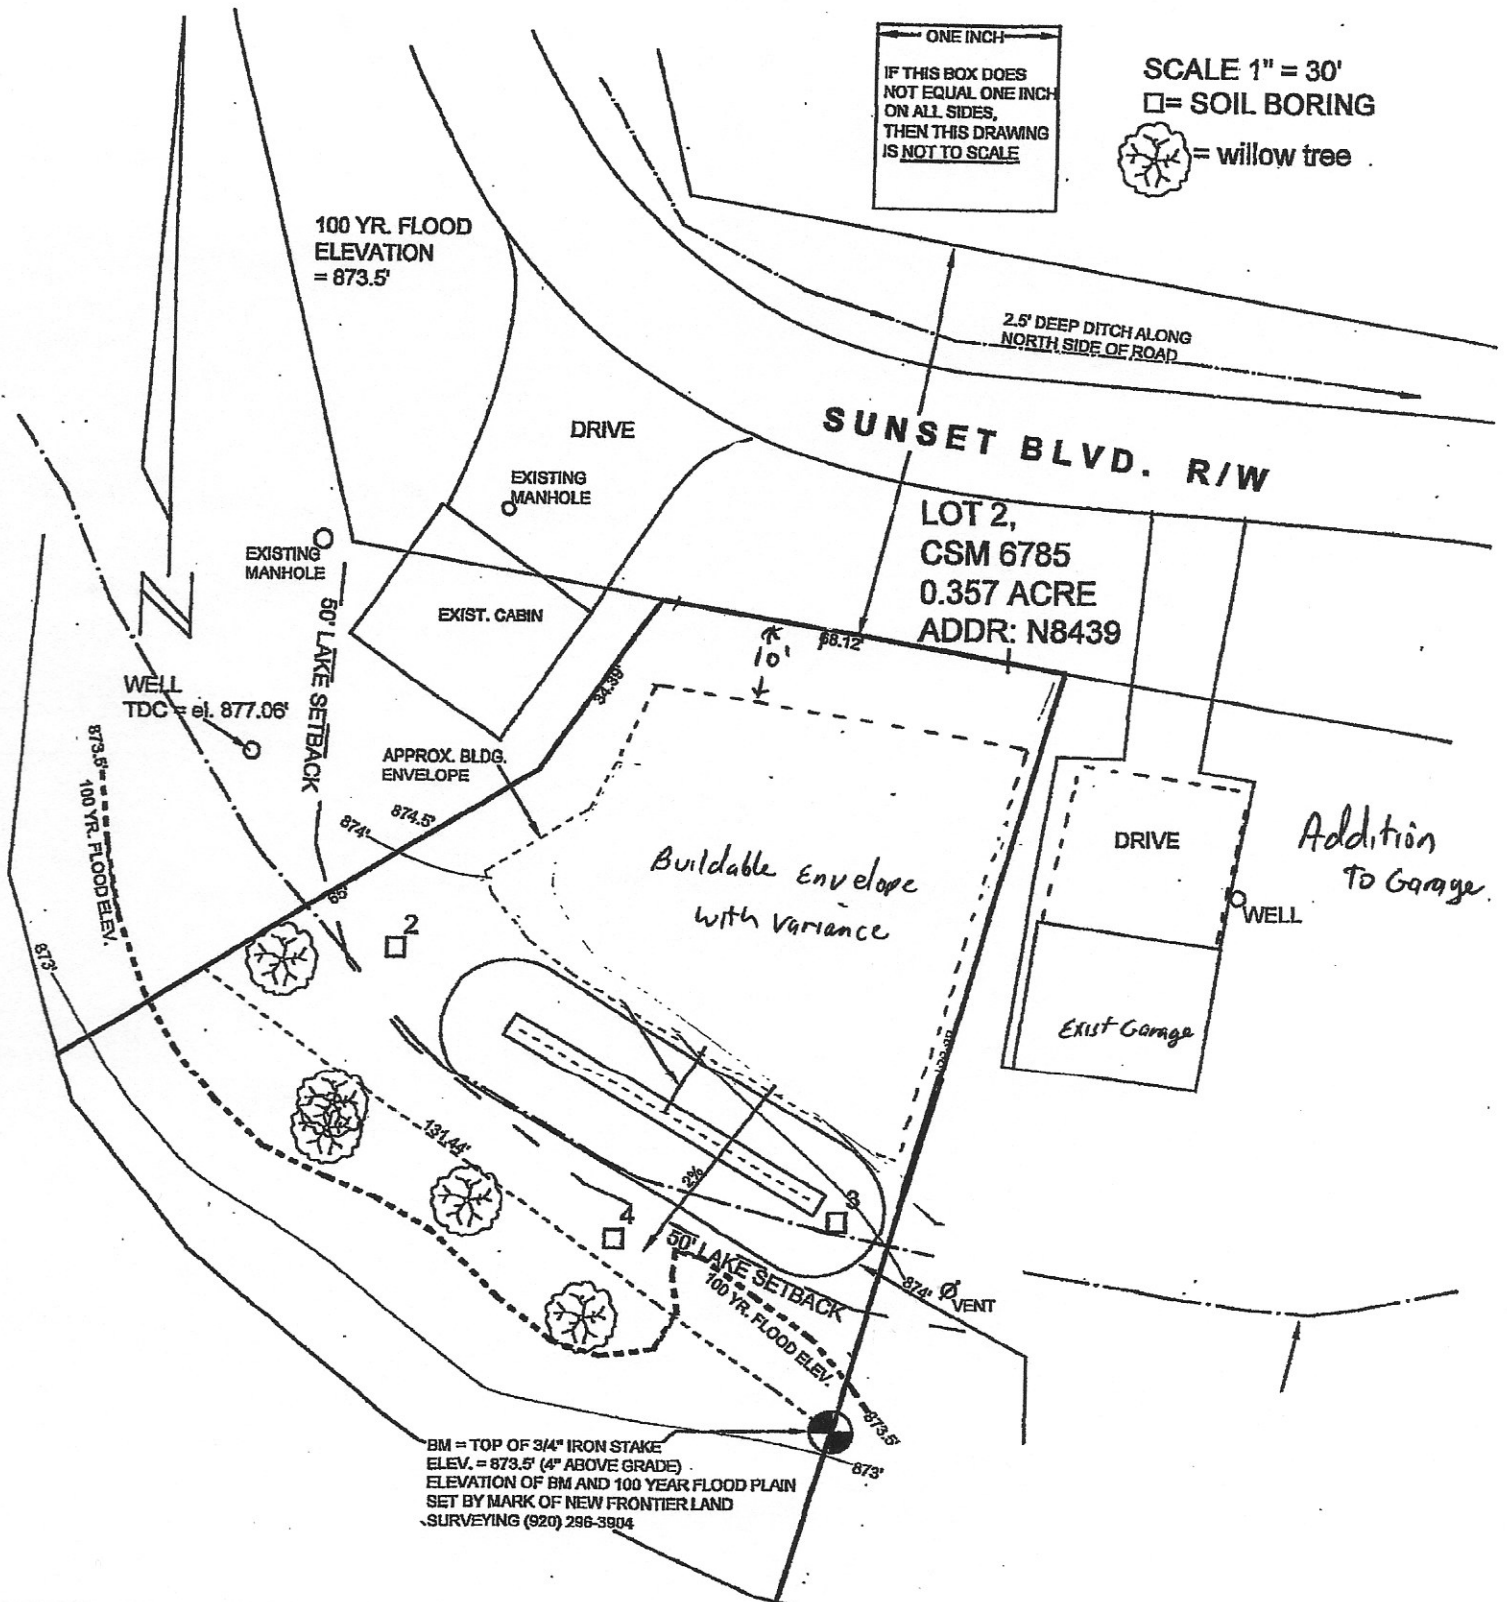 ONE INCH
IF THIS BOX DOES
NOT EQUAL ONE INCH
ON ALL SIDES,
THEN THIS DRAWING
IS NOT TO SCALE
SCALE 1" = 30'
= SOIL BORING
= willow tree
100 YR. FLOOD
ELEVATION
= 873.5'
2.5' DEEP DITCH ALONG
NORTH SIDE OF ROAD
SUNSET BLVD. R/W
DRIVE
EXISTING
MANHOLE
EXISTING
MANHOLE
LOT 2,
CSM 6785
0.357 ACRE
ADDR: N8439
EXIST. CABIN
50' LAKE SETBACK
68.12'
10'
34.39'
WELL
TDC = el. 877.06'
873.5'
100 YR. FLOOD ELEV.
APPROX. BLDG.
ENVELOPE
874.5'
874'
Buildable Envelope
with variance
DRIVE
Addition
To Garage
WELL
65'
2
873'
Exist Garage
131.44'
2%
3
4
50' LAKE SETBACK
100 YR. FLOOD ELEV.
874'
VENT
873.5'
873'
BM = TOP OF 3/4" IRON STAKE
ELEV. = 873.5' (4" ABOVE GRADE)
ELEVATION OF BM AND 100 YEAR FLOOD PLAIN
SET BY MARK OF NEW FRONTIER LAND
SURVEYING (920) 296-3904